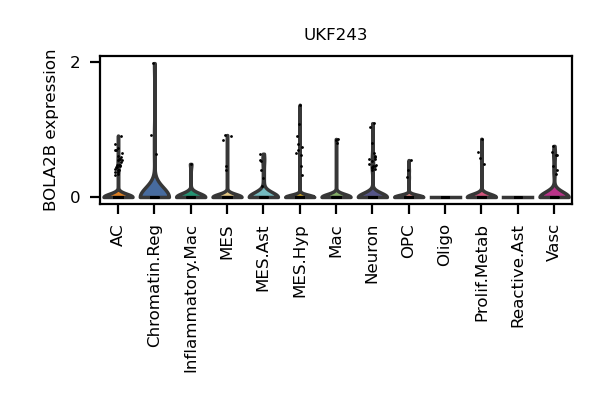 UKF243
BOLA2B expression
2
0
AC
Chromatin.Reg
Inflammatory.Mac
MES
MES.Ast
MES.Hyp
Mac
Neuron
OPC
Oligo
Prolif.Metab
Reactive.Ast
Vasc